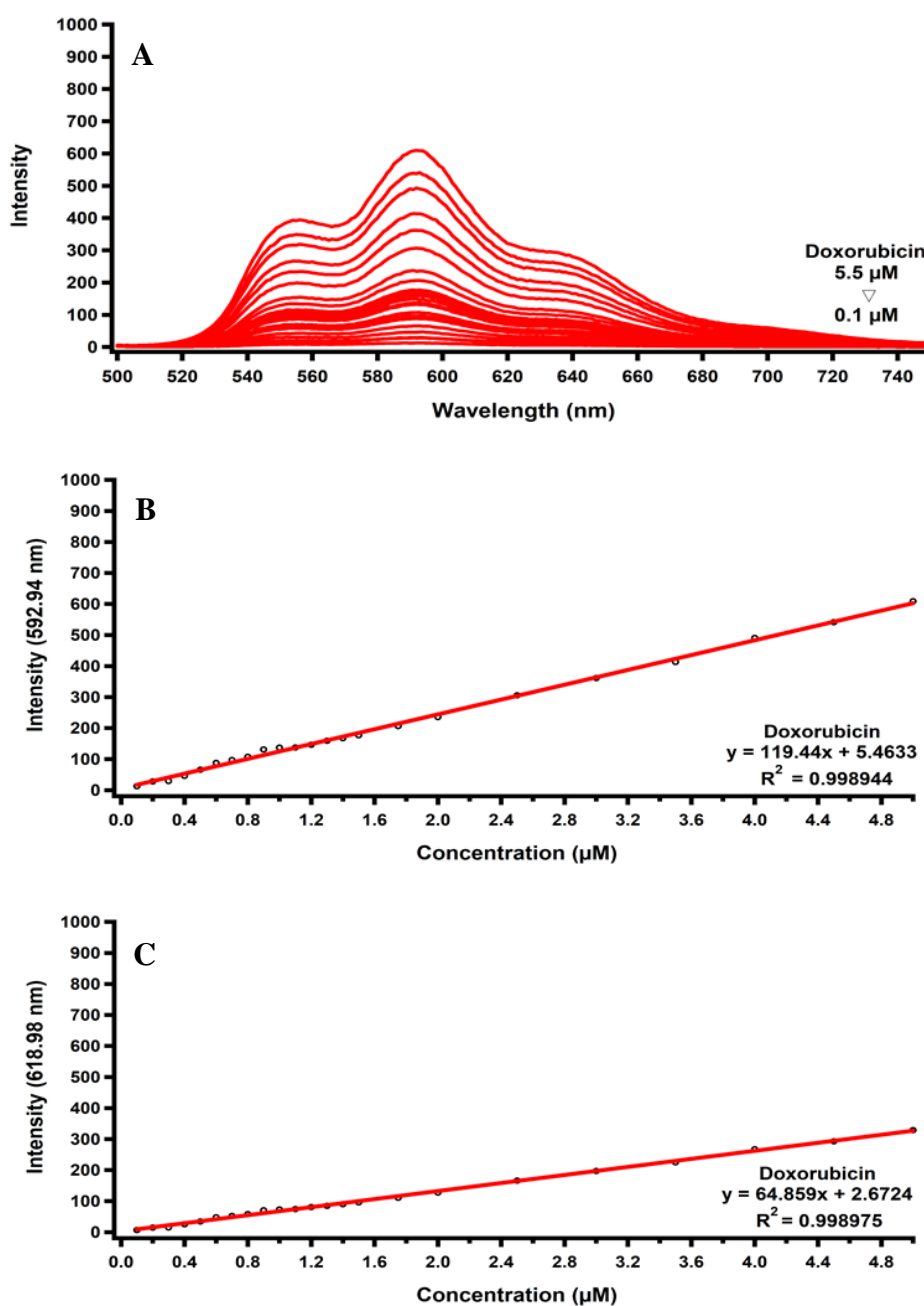 A
1000
900
800
700
600
500
400
300
200
100
0
Intensity
500 520 540 560 580 600 620 640 660 680 700 720 740
Wavelength (nm)
Doxorubicin
5.5 µM
▽
0.1 µM
B
1000
900
800
700
600
500
400
300
200
100
0
Intensity (592.94 nm)
0.0 0.4 0.8 1.2 1.6 2.0 2.4 2.8 3.2 3.6 4.0 4.4 4.8
Concentration (µM)
Doxorubicin
y = 119.44x + 5.4633
R² = 0.998944
C
1000
900
800
700
600
500
400
300
200
100
0
Intensity (618.98 nm)
0.0 0.4 0.8 1.2 1.6 2.0 2.4 2.8 3.2 3.6 4.0 4.4 4.8
Concentration (µM)
Doxorubicin
y = 64.859x + 2.6724
R² = 0.998975